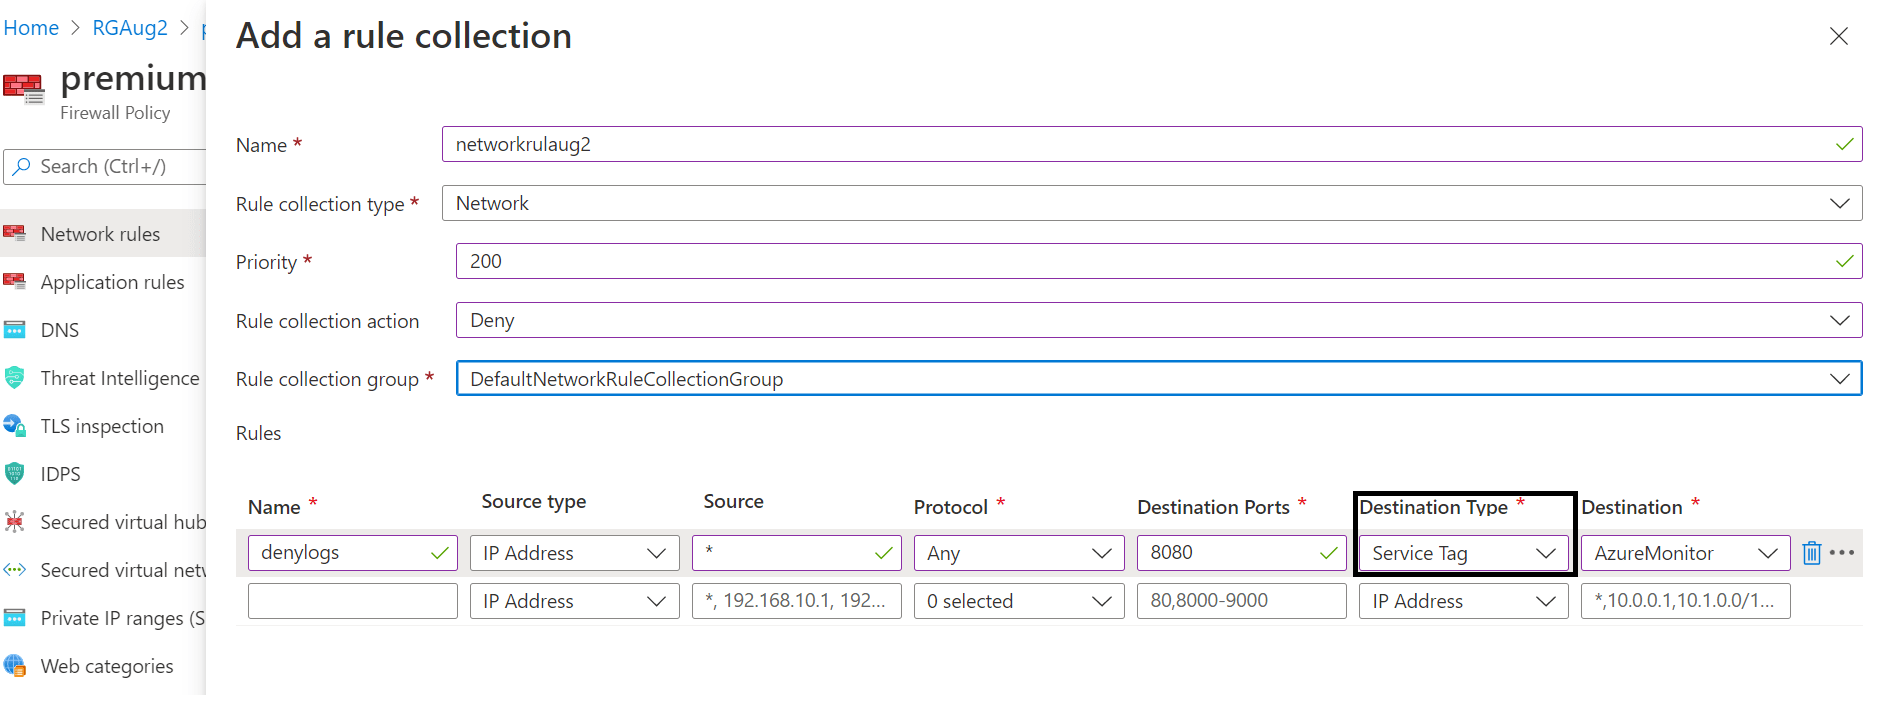 Home > RGAug2 >
premium
Firewall Policy
Search (Ctrl+/)
Network rules
Application rules
DNS
Threat Intelligence
TLS inspection
IDPS
Secured virtual hub
Secured virtual netw
Private IP ranges (S
Web categories
Add a rule collection
Name * networkrulaug2
Rule collection type * Network
Priority * 200
Rule collection action Deny
Rule collection group * DefaultNetworkRuleCollectionGroup
Rules
Name * Source type Source Protocol * Destination Ports * Destination Type * Destination *
denylogs IP Address * Any 8080 Service Tag AzureMonitor
IP Address *, 192.168.10.1, 192... 0 selected 80,8000-9000 IP Address *,10.0.0.1,10.1.0.0/1...